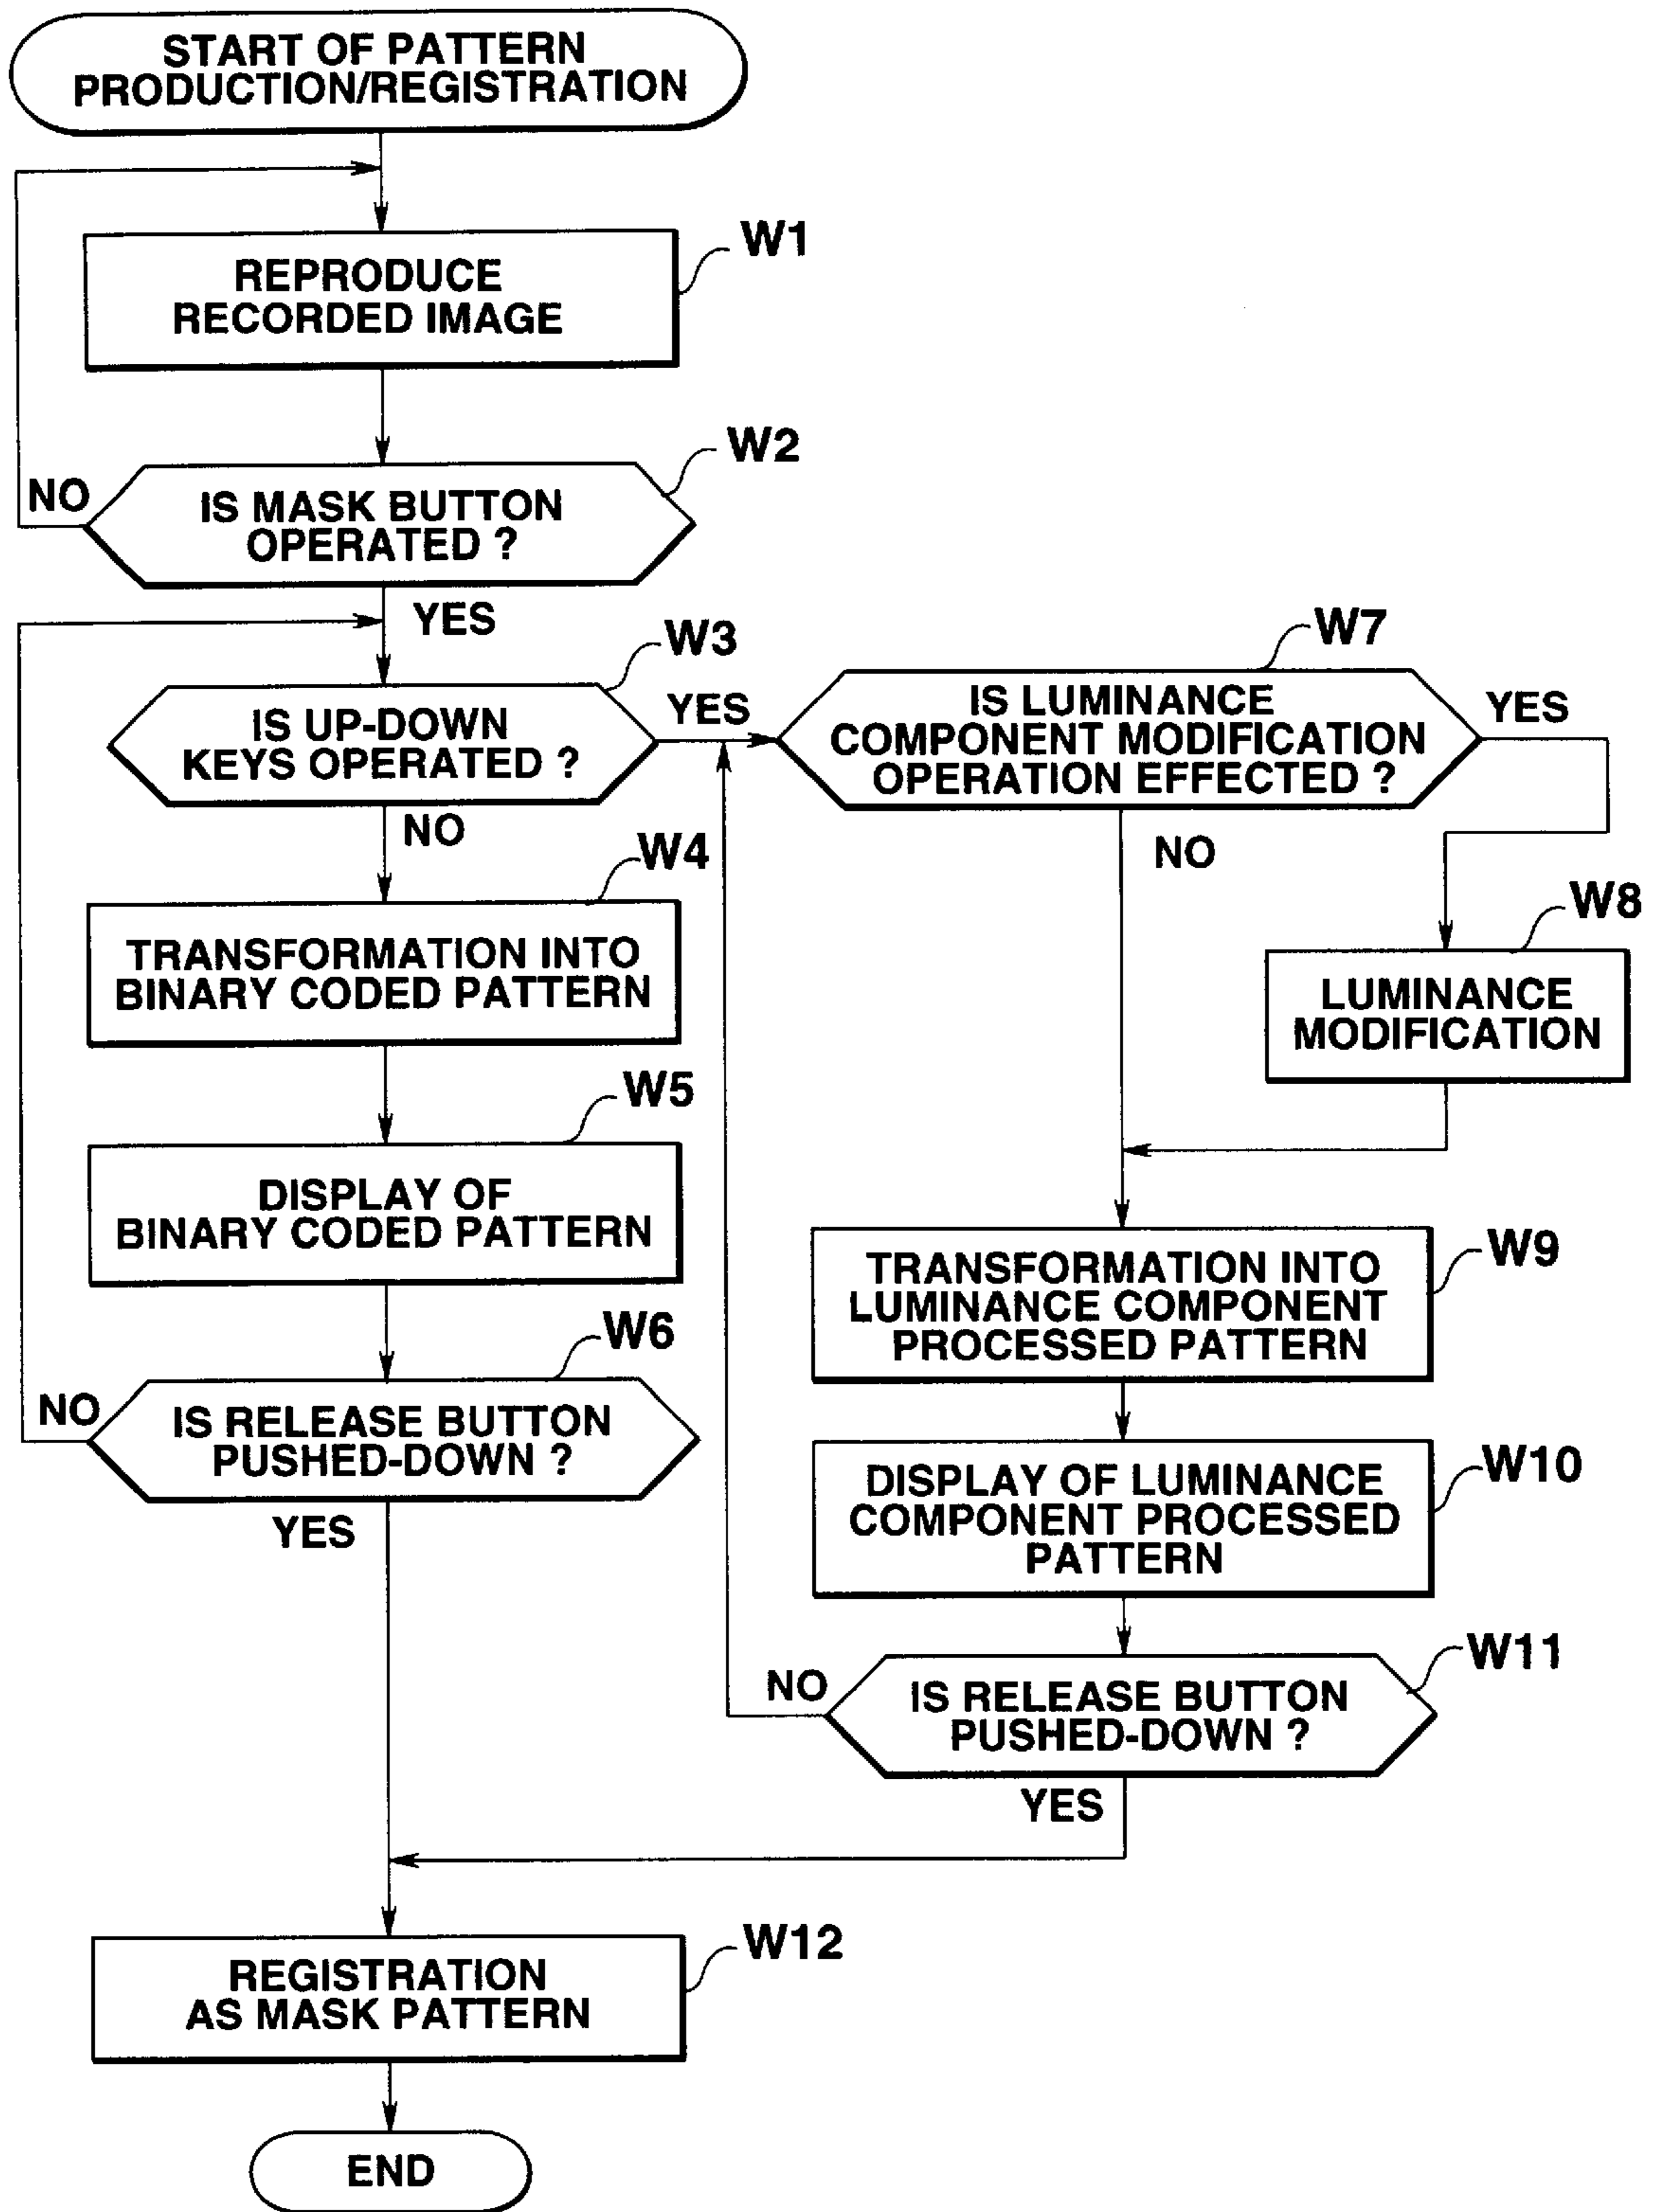 START OF PATTERN
PRODUCTION/REGISTRATION
W1
REPRODUCE
RECORDED IMAGE
W2
NO
IS MASK BUTTON
OPERATED ?
YES
W3
IS UP-DOWN
KEYS OPERATED ?
YES
NO
W4
TRANSFORMATION INTO
BINARY CODED PATTERN
W5
DISPLAY OF
BINARY CODED PATTERN
W6
NO
IS RELEASE BUTTON
PUSHED-DOWN ?
YES
W7
IS LUMINANCE
COMPONENT MODIFICATION
OPERATION EFFECTED ?
YES
NO
W8
LUMINANCE
MODIFICATION
W9
TRANSFORMATION INTO
LUMINANCE COMPONENT
PROCESSED PATTERN
W10
DISPLAY OF LUMINANCE
COMPONENT PROCESSED
PATTERN
W11
NO
IS RELEASE BUTTON
PUSHED-DOWN ?
YES
W12
REGISTRATION
AS MASK PATTERN
END